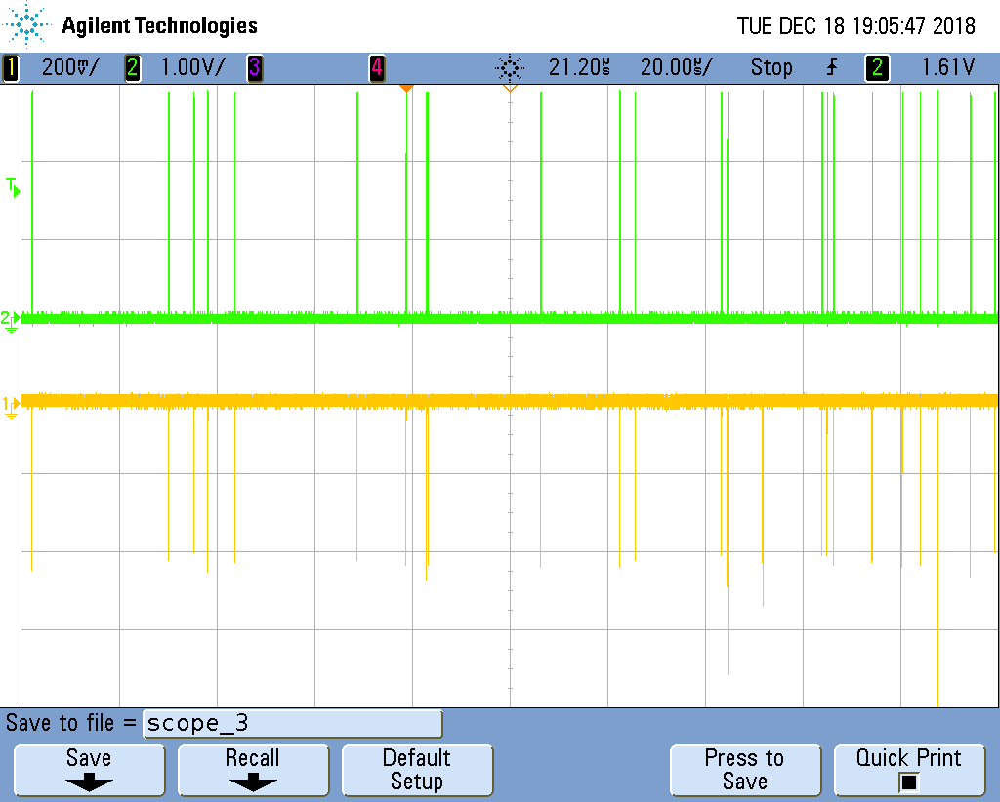 Agilent Technologies TUE DEC 18 19:05:47 2018
1 200mV/ 2 1.00V/ 3 4 21.20µs 20.00µs/ Stop 2 1.61V
T
2
1
Save to file = scope_3
Save Recall Default Setup Press to Save Quick Print